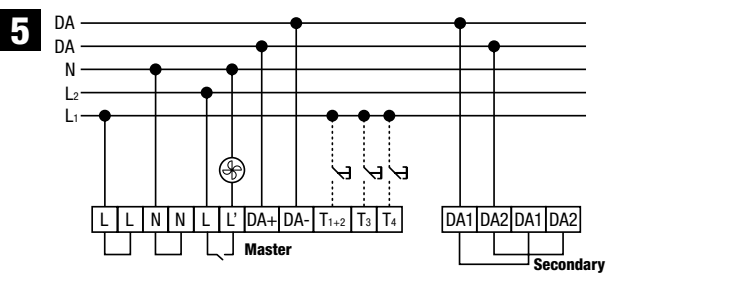 5
DA
DA
N
L₂
L₁
L L N N L L' DA+ DA- T₁₊₂ T₃ T₄ DA1 DA2 DA1 DA2
Master
Secondary